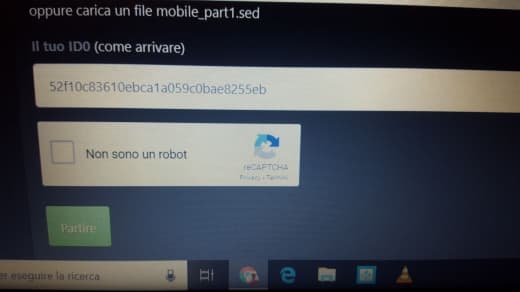 oppure carica un file mobile_part1.sed
Il tuo ID0 (come arrivare)
52f10c83610ebca1a059c0bae8255eb
Non sono un robot
reCAPTCHA
Privacy - Termini
Partire
er eseguire la ricerca